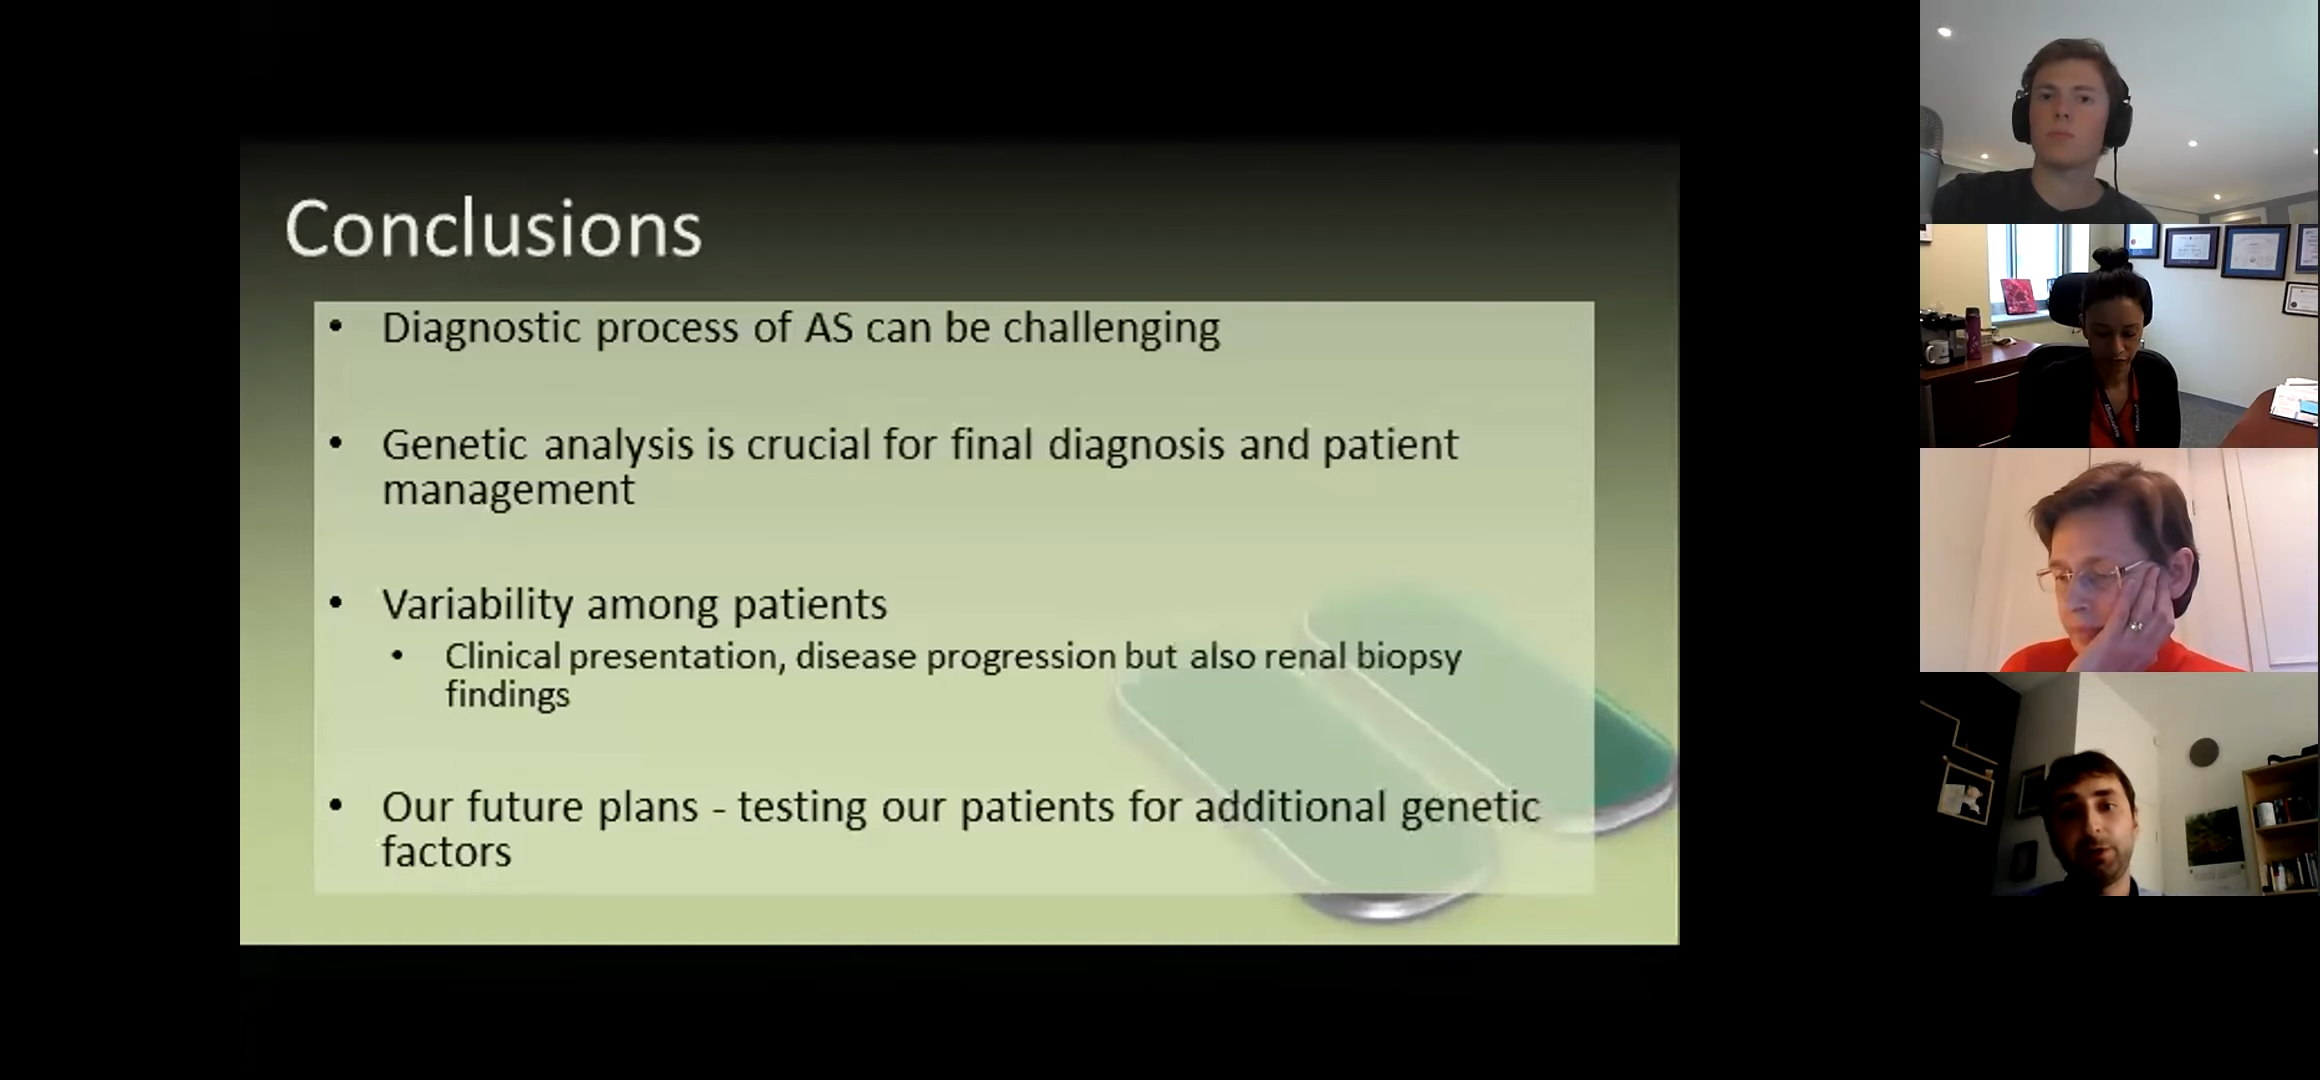 Conclusions
• Diagnostic process of AS can be challenging
• Genetic analysis is crucial for final diagnosis and patient
management
• Variability among patients
• Clinical presentation, disease progression but also renal biopsy
findings
• Our future plans - testing our patients for additional genetic
factors